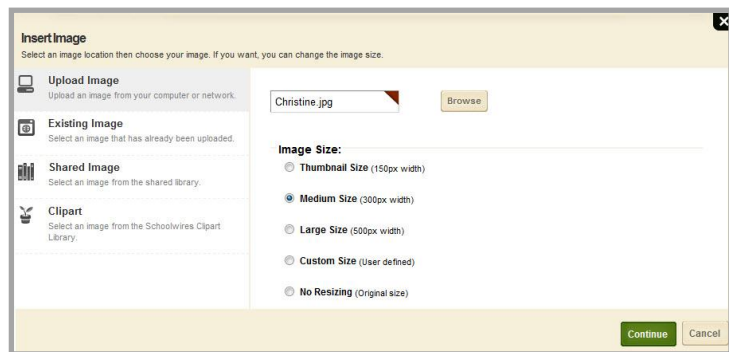 Insert Image
Select an image location then choose your image. If you want, you can change the image size.
Upload Image
Upload an image from your computer or network.
Existing Image
Select an image that has already been uploaded.
Shared Image
Select an image from the shared library.
Clipart
Select an image from the Schoolwires Clipart
Library.
Christine.jpg
Browse
Image Size:
Thumbnail Size (150px width)
Medium Size (300px width)
Large Size (500px width)
Custom Size (User defined)
No Resizing (Original size)
Continue
Cancel